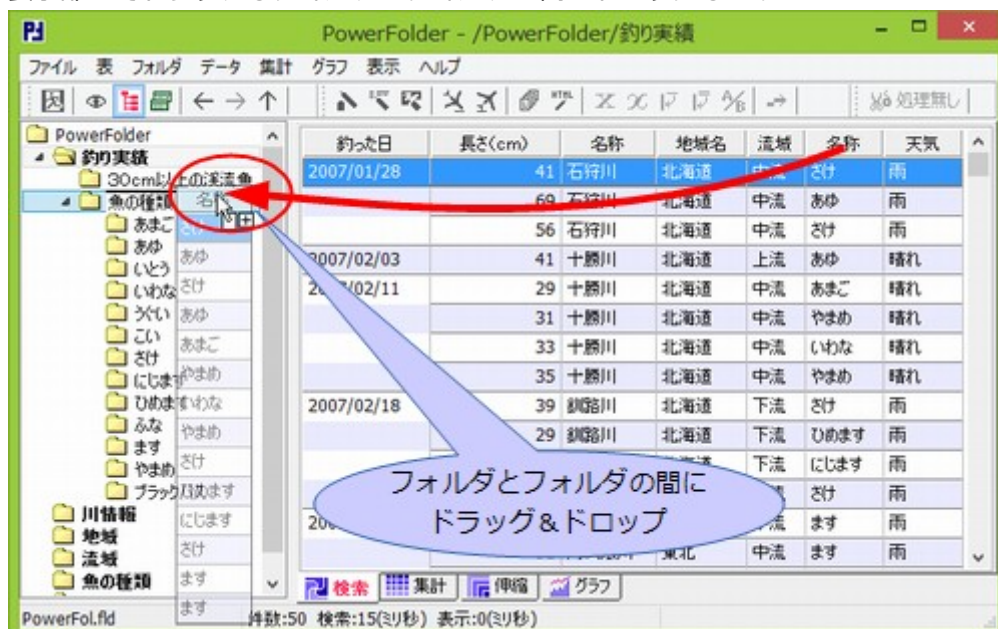 PowerFolder - /PowerFolder/釣り実績
ファイル 表 フォルダ データ 集計 グラフ 表示 ヘルプ
処理無し
PowerFolder
釣り実績
30cm以上の渓流魚
魚の種類
あまご
あゆ
いとう
いわな
うぐい
こい
さけ
にじます
ひめます
ふな
ます
やまめ
川情報
地域
流域
魚の種類
さけ
あゆ
さけ
あゆ
あまご
やまめ
いわな
やまめ
さけ
にじます
さけ
ます
ます
釣った日 長さ(cm) 名称 地域名 流域 名称 天気
2007/01/28 41 石狩川 北海道 中流 さけ 雨
69 石狩川 北海道 中流 あゆ 雨
56 石狩川 北海道 中流 さけ 雨
2007/02/03 41 十勝川 北海道 上流 あゆ 晴れ
29 十勝川 北海道 中流 あまご 晴れ
31 十勝川 北海道 中流 やまめ 晴れ
33 十勝川 北海道 中流 いわな 晴れ
35 十勝川 北海道 中流 やまめ 晴れ
2007/02/18 39 釧路川 北海道 下流 さけ 雨
29 釧路川 北海道 下流 ひめます 雨
下流 にじます 雨
さけ 雨
ます 雨
東北 中流 ます 雨
フォルダとフォルダの間に
ドラッグ&ドロップ
検索 集計 伸縮 グラフ
PowerFol.fld 件数:50 検索:15(ミリ秒) 表示:0(ミリ秒)